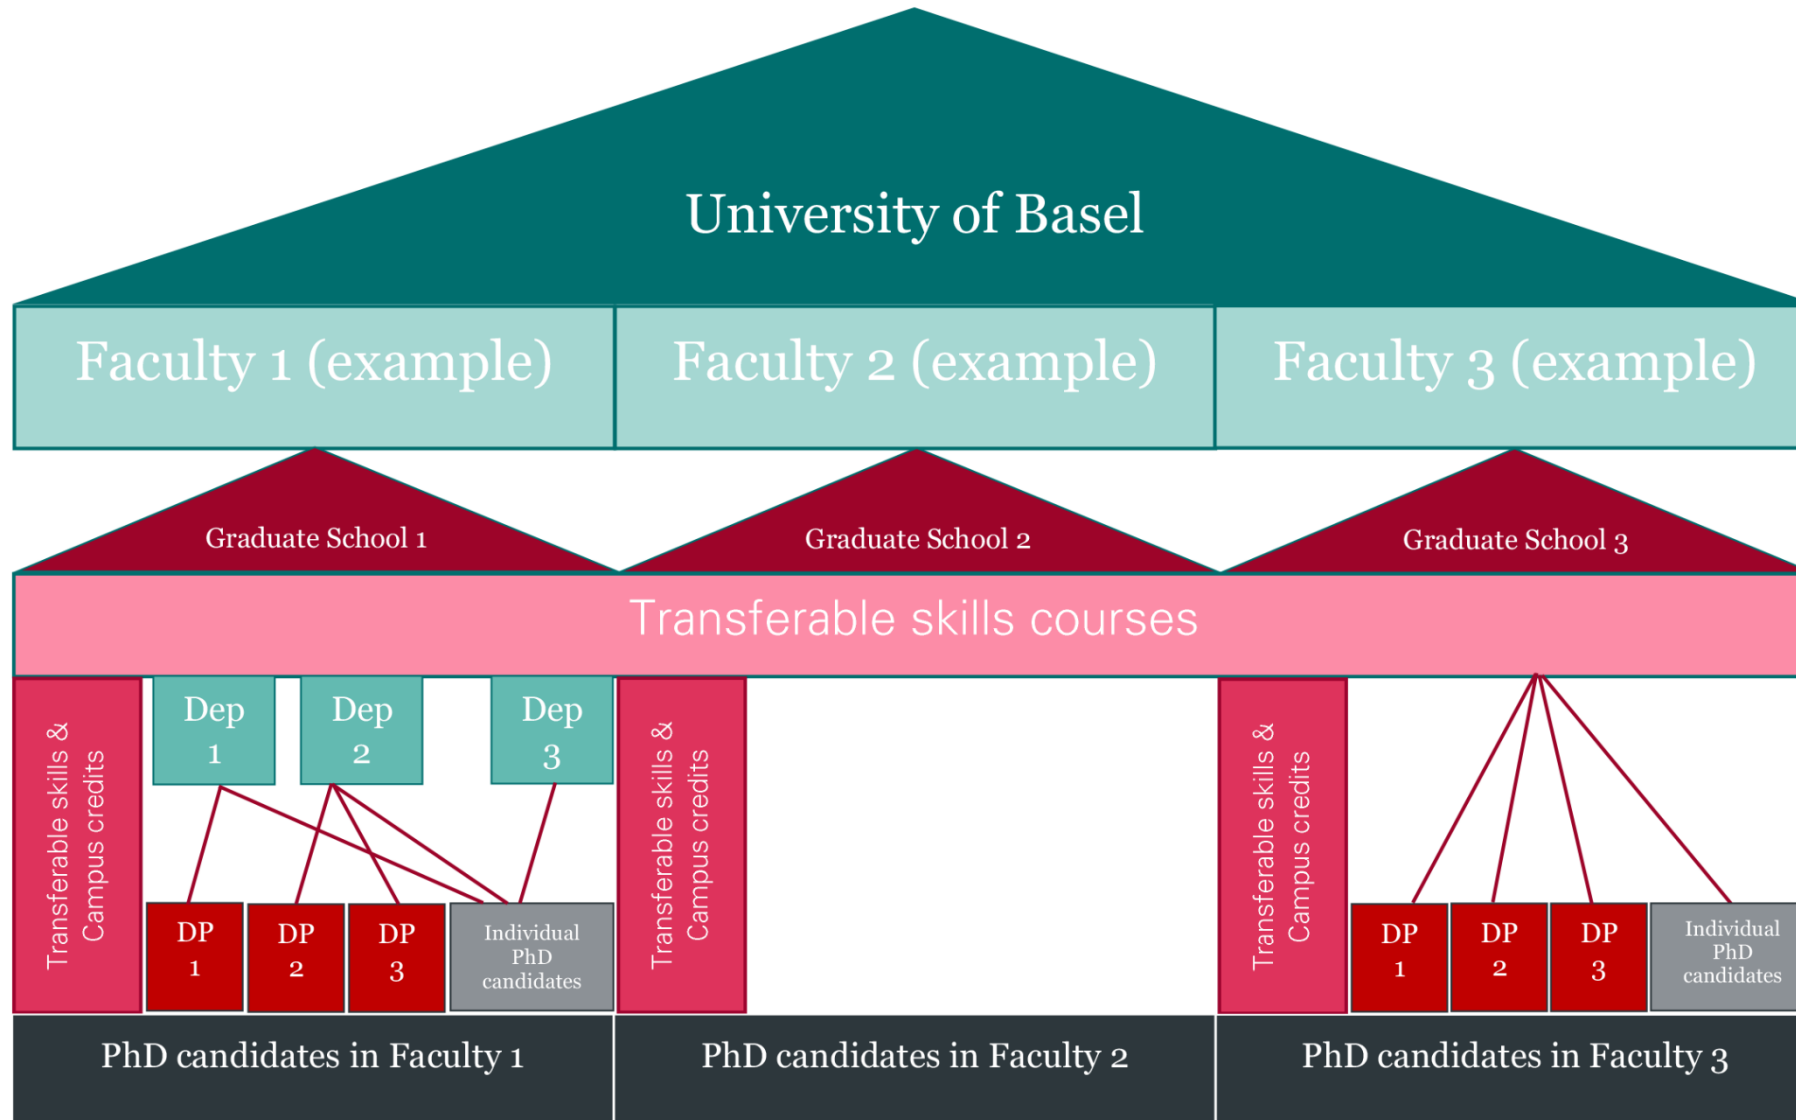 University of Basel
Faculty 1 (example)
Faculty 2 (example)
Faculty 3 (example)
Graduate School 1
Graduate School 2
Graduate School 3
Transferable skills courses
Transferable skills &
Campus credits
Dep
1
Dep
2
Dep
3
DP
1
DP
2
DP
3
Individual
PhD
candidates
Transferable skills &
Campus credits
Transferable skills &
Campus credits
DP
1
DP
2
DP
3
Individual
PhD
candidates
PhD candidates in Faculty 1
PhD candidates in Faculty 2
PhD candidates in Faculty 3